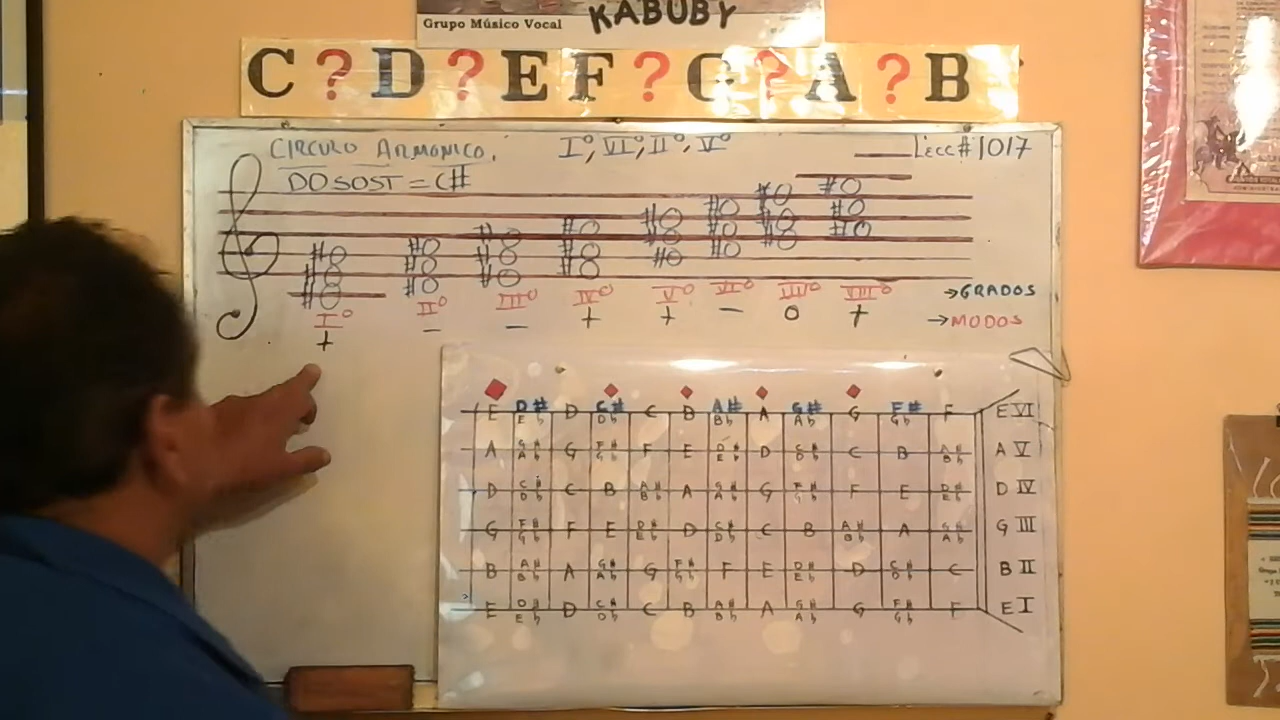 Grupo Músico Vocal
KABUBY
C ? D ? E F ? G ? A ? B
CIRCULO ARMONICO. I°, VI°, II°, V° Lecc# 1017
DO SOST = C#
I° II° III° IV° V° VI° VII° VIII° → GRADOS
+ - - + + - o + → MODOS
E D# E♭ D C# D♭ C B A# B♭ A G# A♭ G F# G♭ F E VI
A G# A♭ G F# G♭ F E D# E♭ D C# D♭ C B A# B♭ A V
D C# D♭ C B A# B♭ A G# A♭ G F# G♭ F E D# E♭ D IV
G F# G♭ F E D# E♭ D C# D♭ C B A# B♭ A G# A♭ G III
B A# B♭ A G# A♭ G F# G♭ F E D# E♭ D C# D♭ C B II
E D# E♭ D C# D♭ C B A# B♭ A G# A♭ G F# G♭ F E I